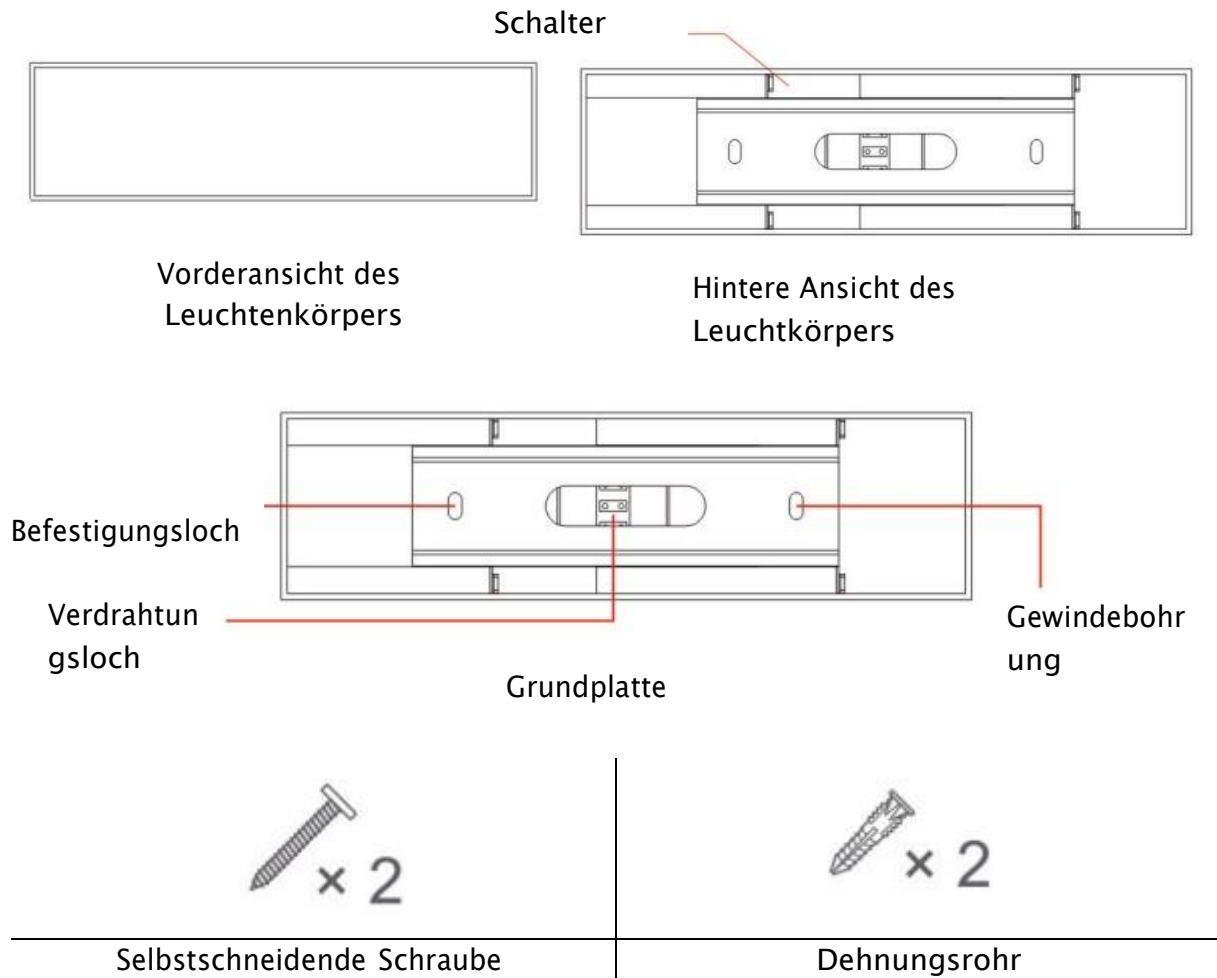 Schalter
Vorderansicht des
Leuchtenkörpers
Hintere Ansicht des
Leuchtkörpers
Befestigungsloch
Verdrahtun
gsloch
Gewindebohr
ung
Grundplatte
× 2
× 2
Selbstschneidende Schraube
Dehnungsrohr